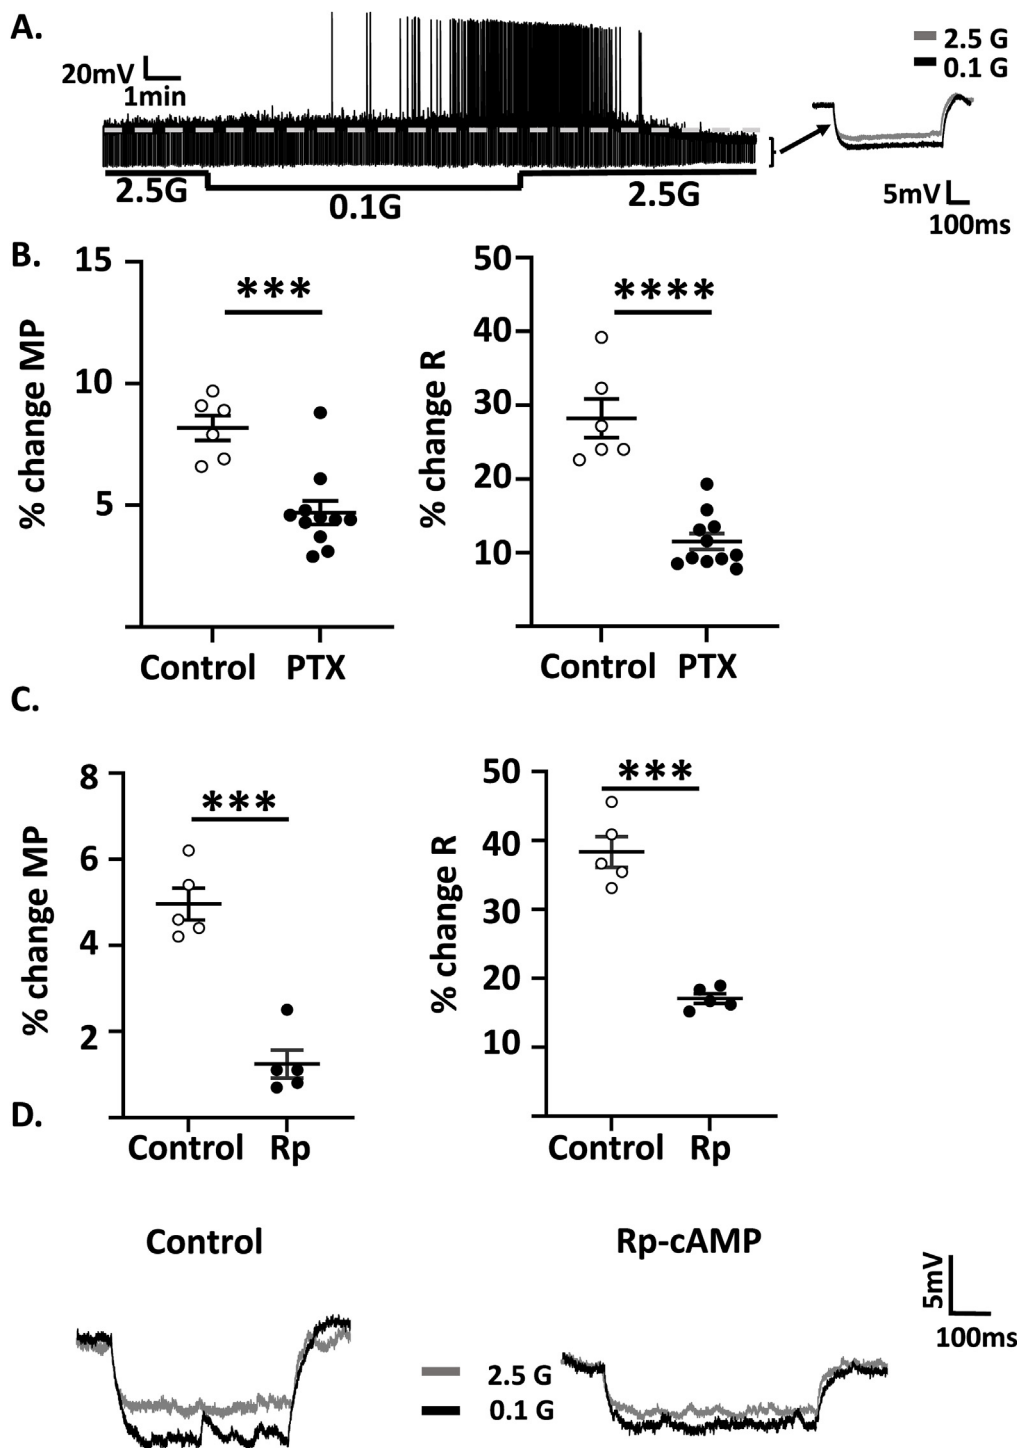 A.
20mV
1min
2.5 G
0.1 G
2.5G
0.1G
2.5G
5mV
100ms
B.
15
10
5
% change MP
***
Control PTX
50
40
30
20
10
% change R
****
Control PTX
C.
8
6
4
2
% change MP
***
Control Rp
50
40
30
20
10
% change R
***
Control Rp
D.
Control
Rp-cAMP
5mV
100ms
2.5 G
0.1 G